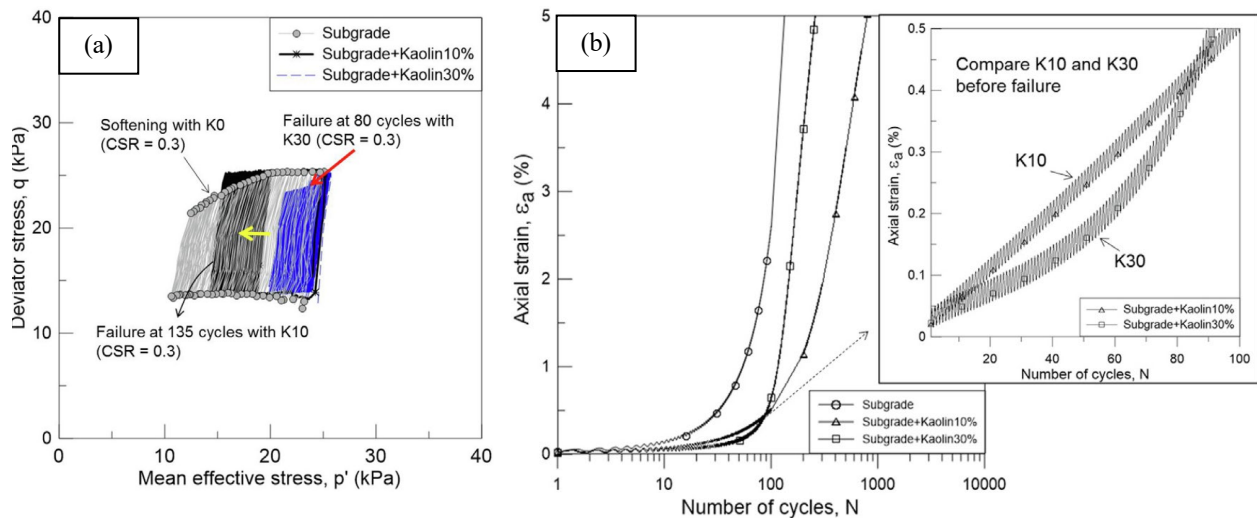 (a)
Subgrade
Subgrade+Kaolin10%
Subgrade+Kaolin30%
Softening with K0
(CSR = 0.3)
Failure at 80 cycles with
K30 (CSR = 0.3)
Failure at 135 cycles with K10
(CSR = 0.3)
Deviator stress, q (kPa)
40
30
20
10
0
0
10
20
30
40
Mean effective stress, p' (kPa)
(b)
Axial strain, εa (%)
5
4
3
2
1
0
1
10
100
1000
10000
Number of cycles, N
Subgrade
Subgrade+Kaolin10%
Subgrade+Kaolin30%
Compare K10 and K30
before failure
K10
K30
Axial strain, εa (%)
0.5
0.4
0.3
0.2
0.1
0
20
40
60
80
100
Number of cycles, N
Subgrade+Kaolin10%
Subgrade+Kaolin30%